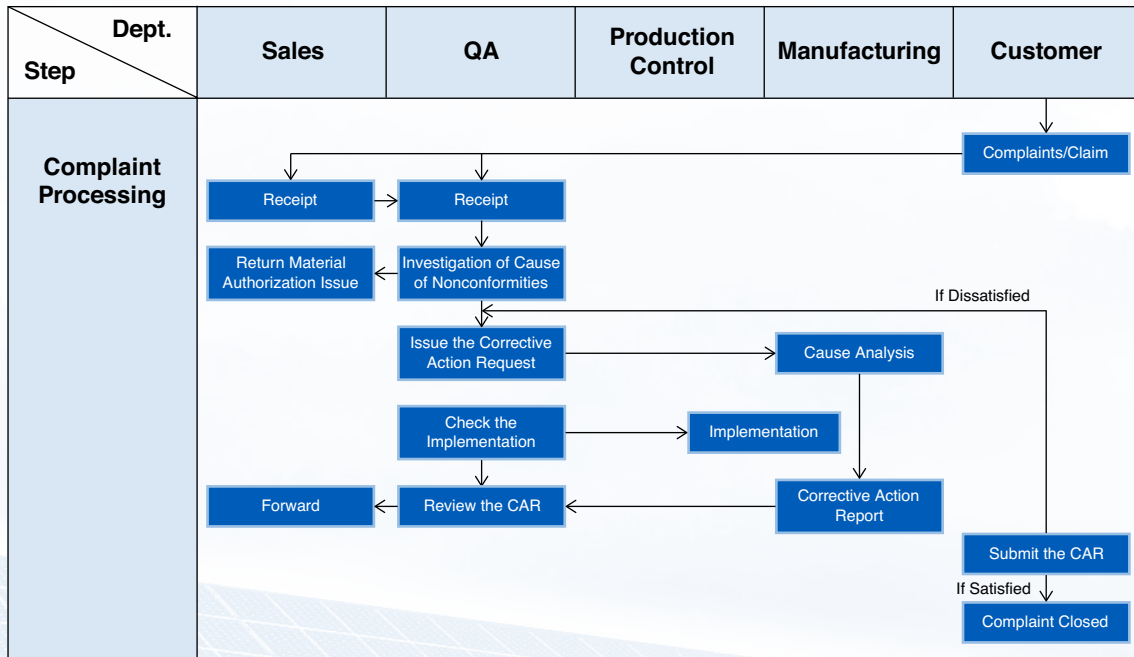 Dept.
Step
Sales
QA
Production
Control
Manufacturing
Customer
Complaint
Processing
Complaints/Claim
Receipt
Receipt
Return Material
Authorization Issue
Investigation of Cause
of Nonconformities
If Dissatisfied
Issue the Corrective
Action Request
Cause Analysis
Check the
Implementation
Implementation
Forward
Review the CAR
Corrective Action
Report
Submit the CAR
If Satisfied
Complaint Closed